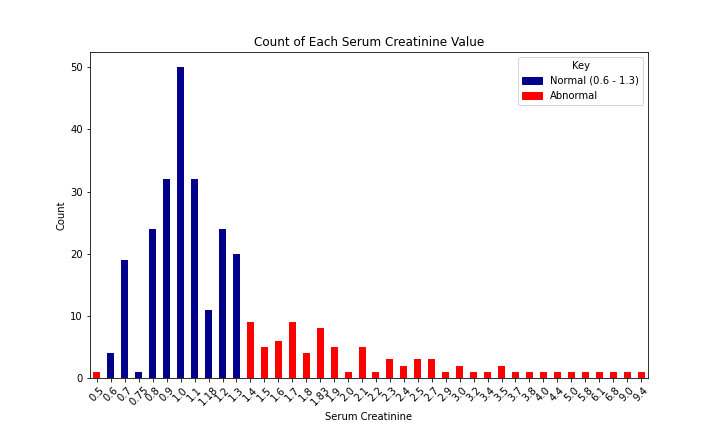 Count of Each Serum Creatinine Value
Key
Normal (0.6 - 1.3)
Abnormal
Count
50
40
30
20
10
0
0.5 0.6 0.7 0.75 0.8 0.9 1.0 1.1 1.18 1.2 1.3 1.4 1.5 1.6 1.7 1.8 1.83 1.9 2.0 2.1 2.2 2.3 2.4 2.5 2.7 2.9 3.0 3.2 3.4 3.5 3.7 3.8 4.0 4.4 5.0 5.8 6.1 6.8 9.0 9.4
Serum Creatinine